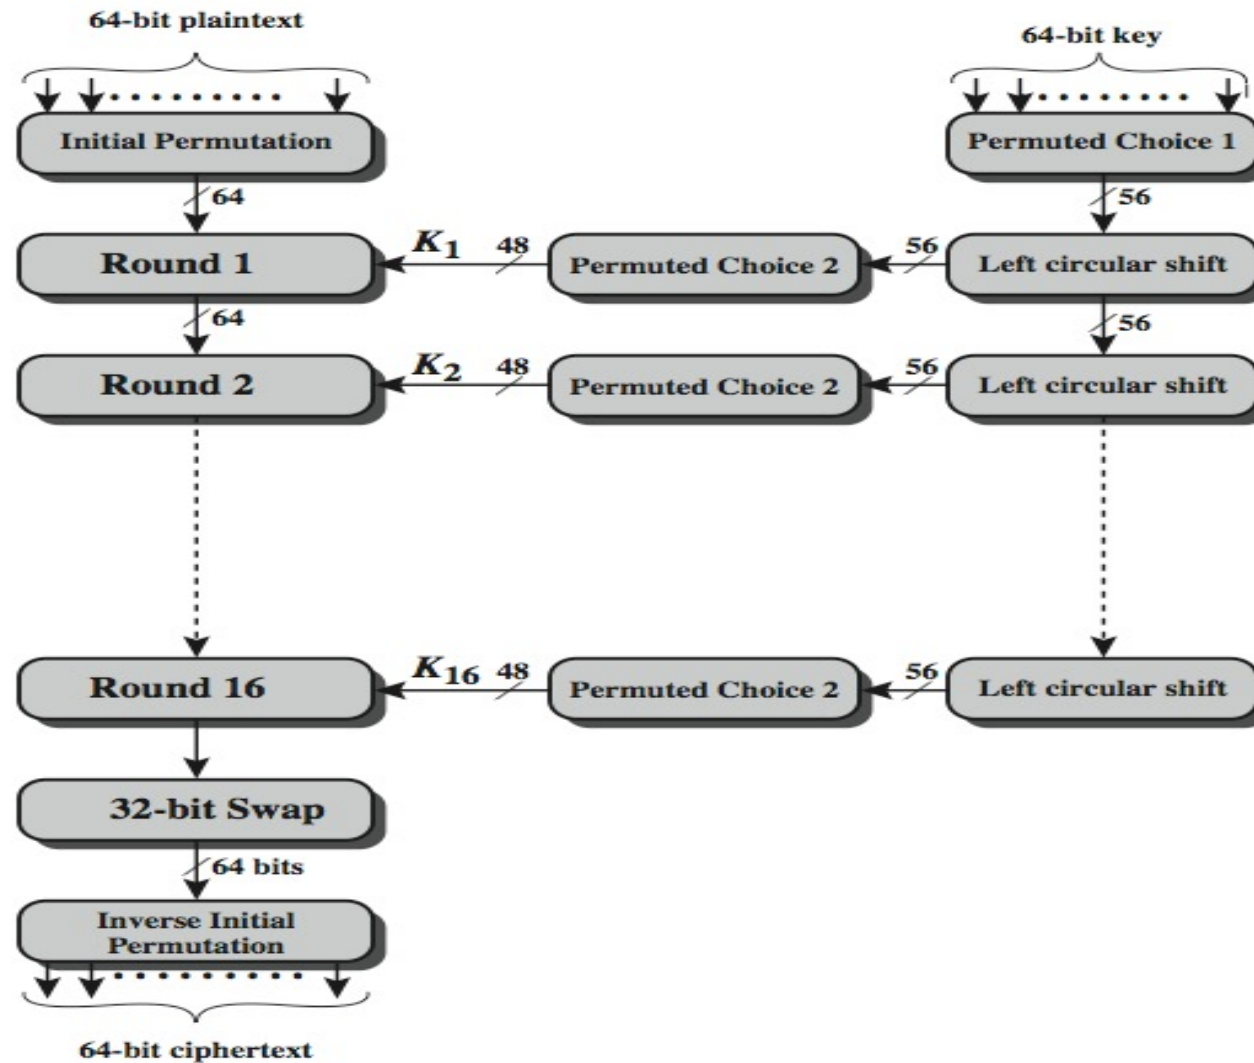 64-bit plaintext
64-bit key
Initial Permutation
Permuted Choice 1
64
56
Round 1
K1
48
Permuted Choice 2
56
Left circular shift
64
56
Round 2
K2
48
Permuted Choice 2
56
Left circular shift
Round 16
K16
48
Permuted Choice 2
56
Left circular shift
32-bit Swap
64 bits
Inverse Initial
Permutation
64-bit ciphertext